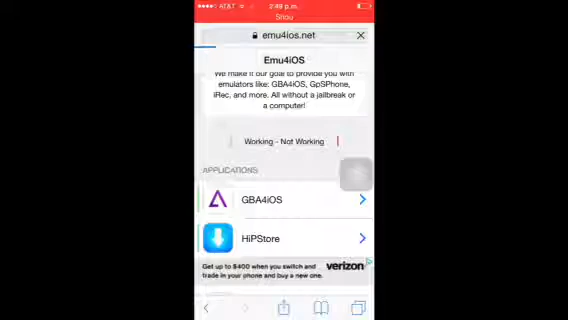 AT&T 2:49 p.m.
Shou
emu4ios.net
Emu4iOS
We make it our goal to provide you with
emulators like: GBA4iOS, GpSPhone,
iRec, and more. All without a jailbreak or
a computer!
Working - Not Working
APPLICATIONS
GBA4iOS
HiPStore
Get up to $400 when you switch and
trade in your phone and buy a new one.
verizon